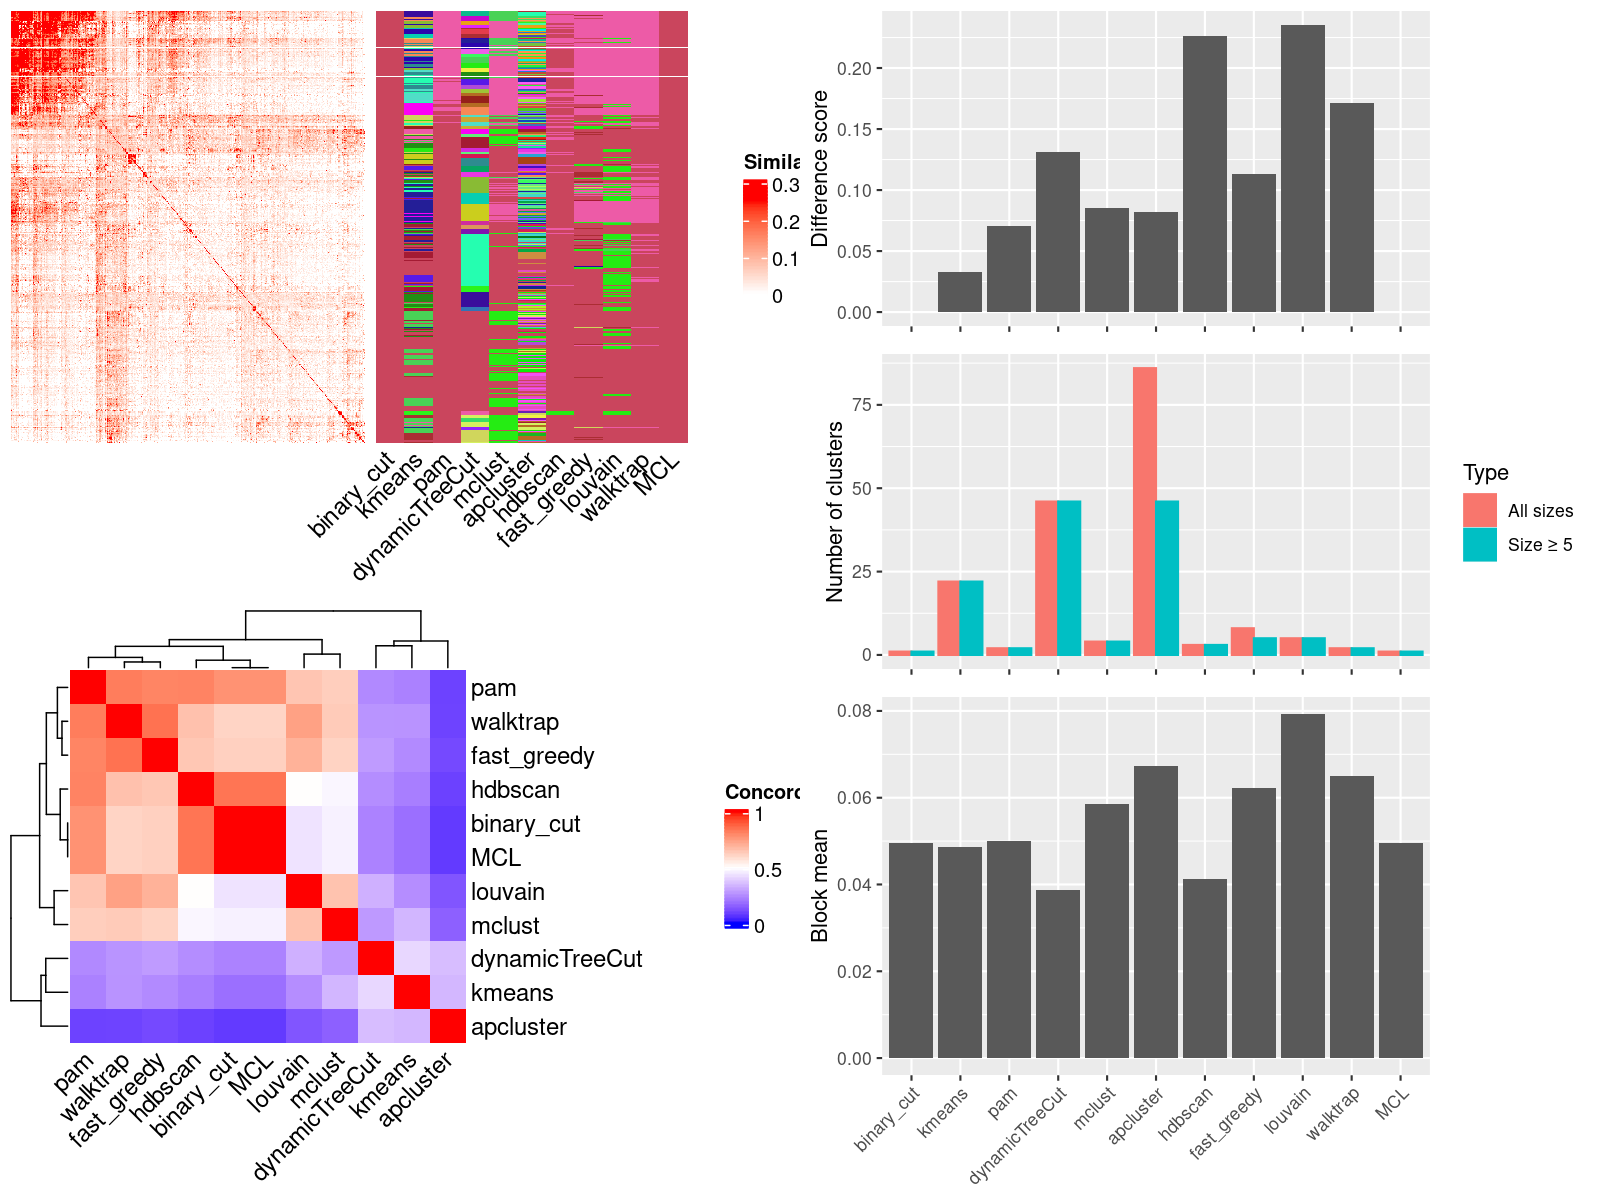 Simila
0.3
0.2
0.1
0
binary_cut
kmeans
pam
dynamicTreeCut
mclust
apcluster
hdbscan
fast_greedy
louvain
walktrap
MCL
pam
walktrap
fast_greedy
hdbscan
binary_cut
MCL
louvain
mclust
dynamicTreeCut
kmeans
apcluster
pam
walktrap
fast_greedy
hdbscan
binary_cut
MCL
louvain
mclust
dynamicTreeCut
kmeans
apcluster
Concord
1
0.5
0
Difference score
0.20
0.15
0.10
0.05
0.00
Number of clusters
75
50
25
0
Type
All sizes
Size ≥ 5
Block mean
0.08
0.06
0.04
0.02
0.00
binary_cut
kmeans
pam
dynamicTreeCut
mclust
apcluster
hdbscan
fast_greedy
louvain
walktrap
MCL